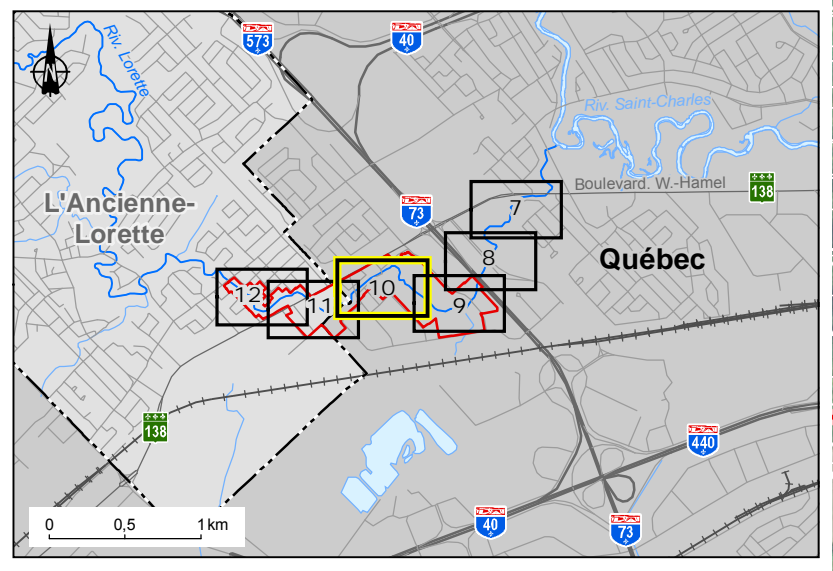 573
40
Riv. Lorette
Riv. Saint-Charles
Boulevard. W.-Hamel
138
73
7
L'Ancienne-
Lorette
8
Québec
12
11
10
9
138
440
40
73
0 0,5 1 km